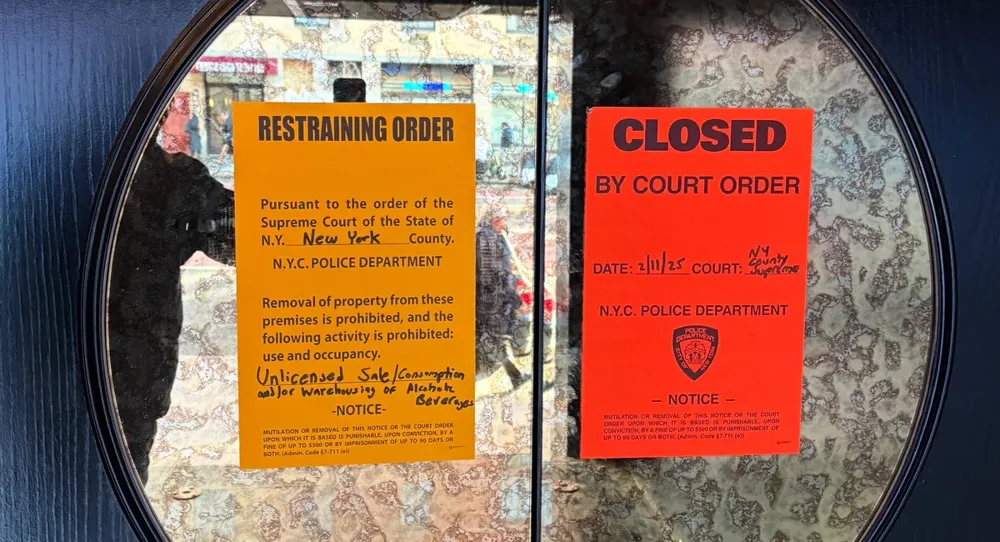 RESTRAINING ORDER
Pursuant to the order of the
Supreme Court of the State of
N.Y. New York County.
N.Y.C. POLICE DEPARTMENT
Removal of property from these
premises is prohibited, and the
following activity is prohibited:
use and occupancy.
Unlicensed Sale/Consumption
and/or Warehousing of Alcoholic
Beverages
-NOTICE-
MUTILATION OR REMOVAL OF THIS NOTICE OR THE COURT
ORDER UPON WHICH IT IS BASED IS PUNISHABLE, UPON CONVICTION, BY A
FINE OF UP TO $500 OR BY IMPRISONMENT OF UP TO 90 DAYS OR
BOTH. (Admin. Code §7-711 (e))
CLOSED
BY COURT ORDER
DATE: 2/11/25 COURT: NY
County
Supreme
N.Y.C. POLICE DEPARTMENT
POLICE
DEPARTMENT
CITY OF NEW YORK
– NOTICE –
MUTILATION OR REMOVAL OF THIS NOTICE OR THE COURT
ORDER UPON WHICH IT IS BASED IS PUNISHABLE, UPON
CONVICTION, BY A FINE OF UP TO $500 OR BY IMPRISONMENT OF
UP TO 90 DAYS OR BOTH. (Admin. Code §7-711 (e))